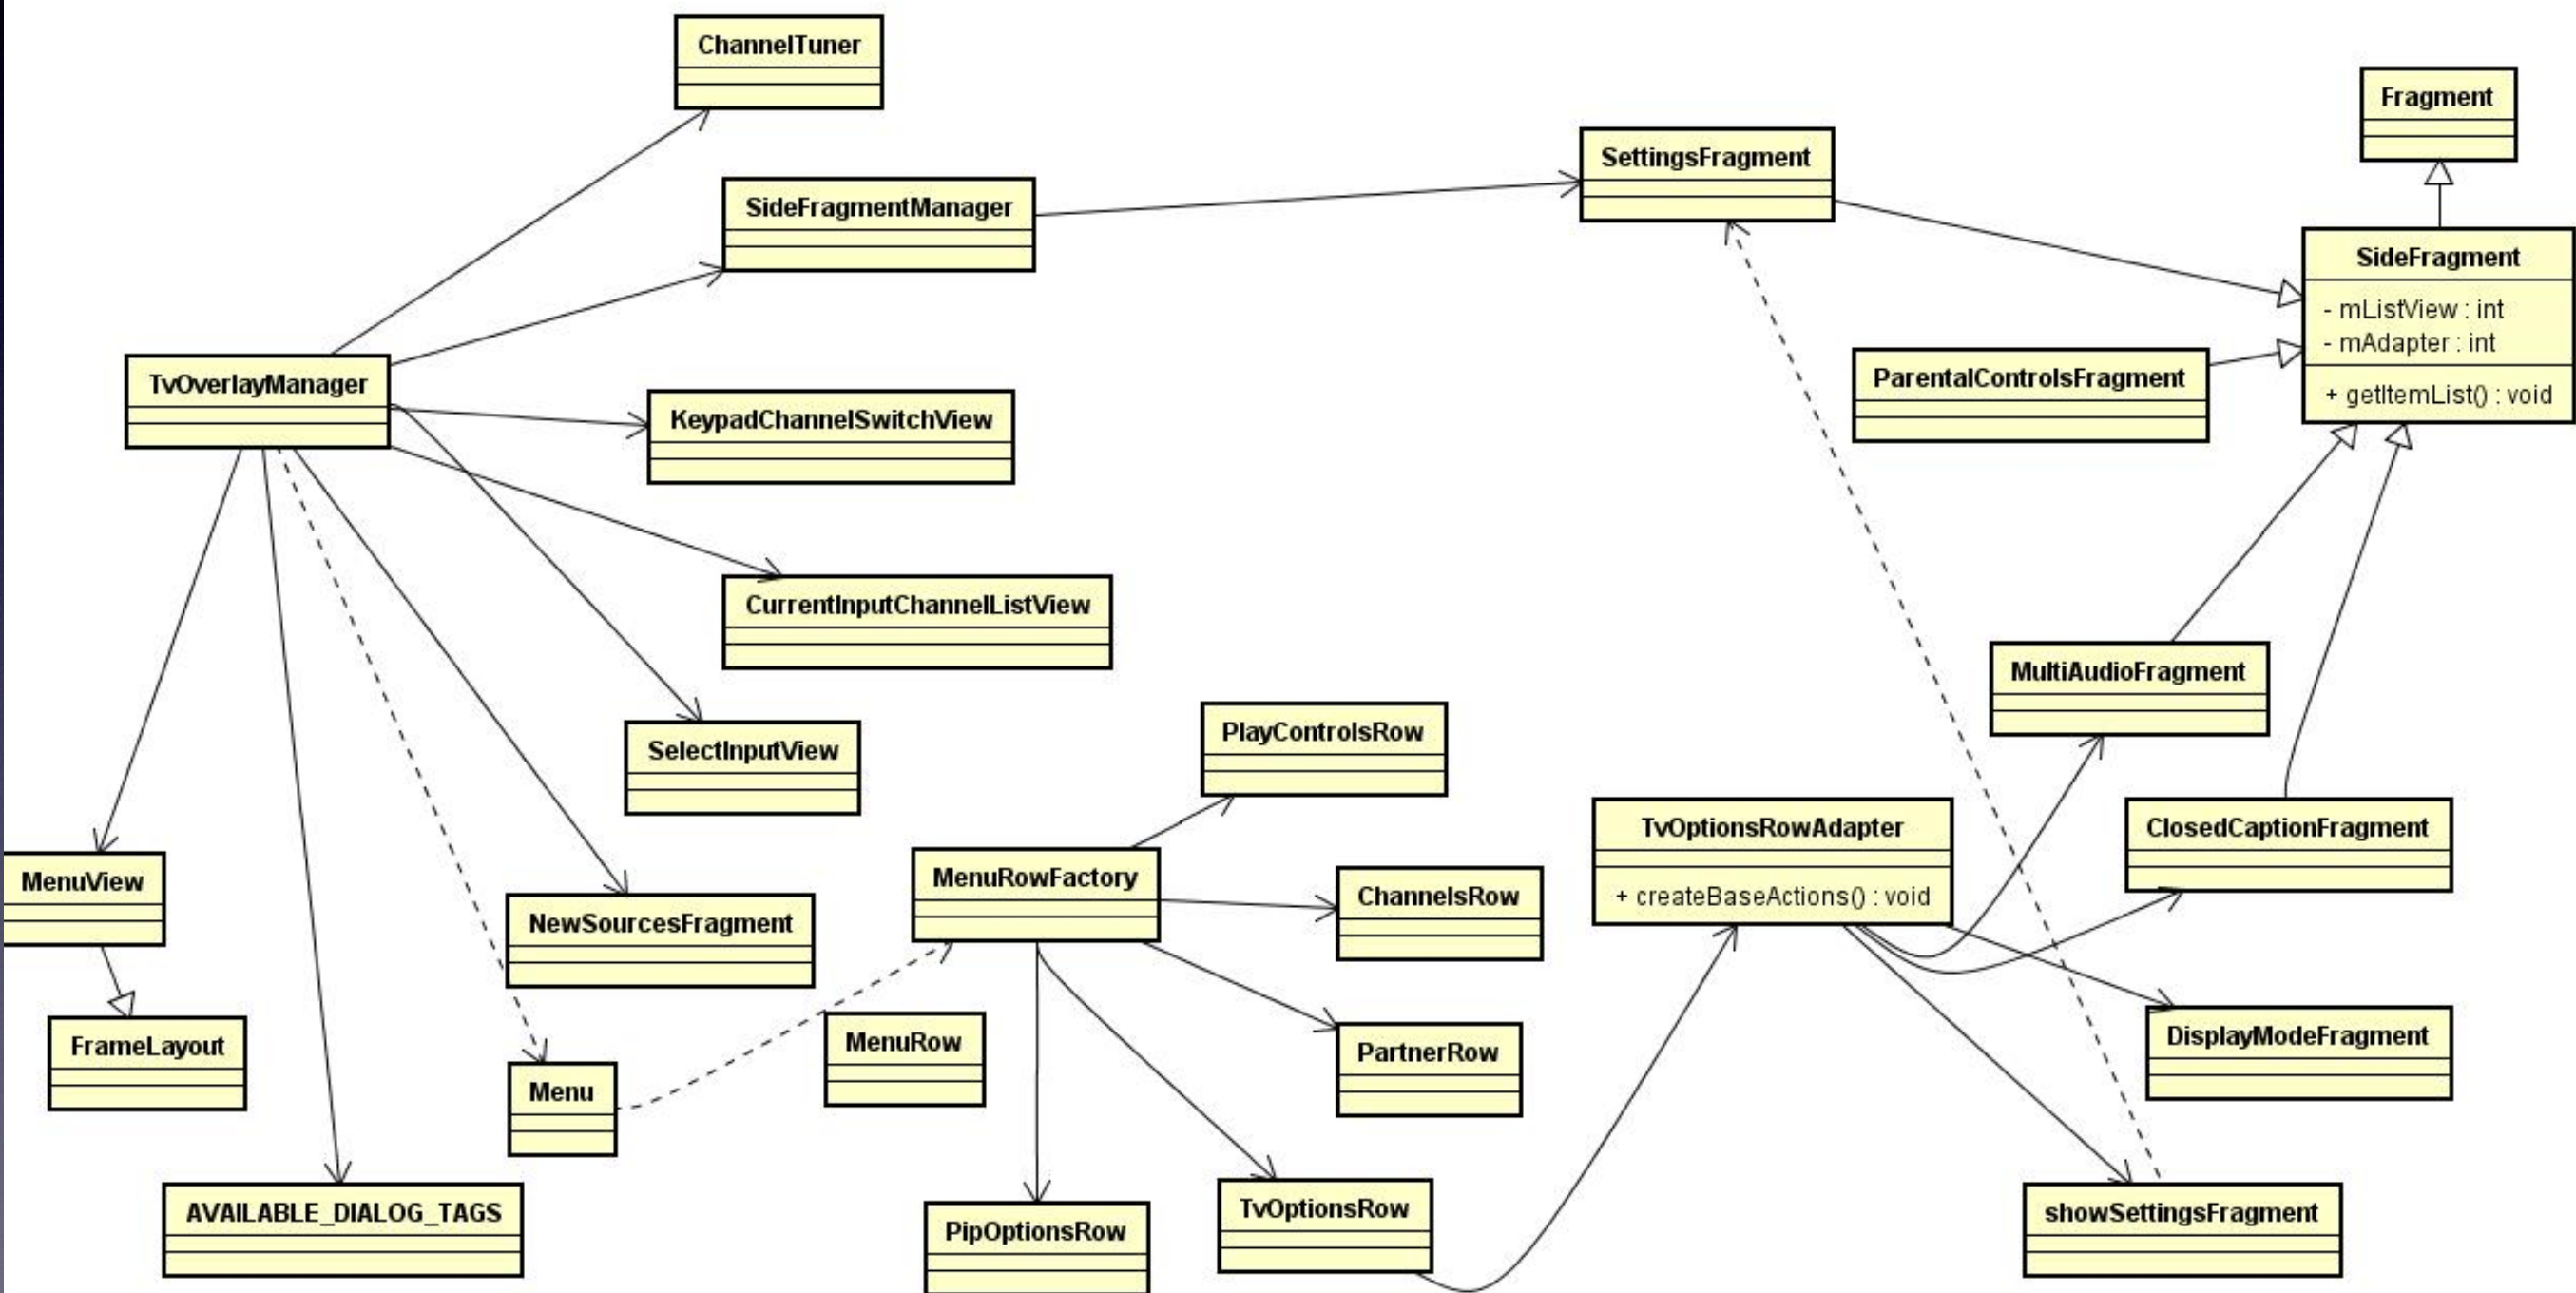 ChannelTuner
Fragment
SettingsFragment
SideFragmentManager
SideFragment
- mListView : int
- mAdapter : int
+ getItemList() : void
TvOverlayManager
ParentalControlsFragment
KeypadChannelSwitchView
CurrentInputChannelListView
MultiAudioFragment
SelectInputView
PlayControlsRow
TvOptionsRowAdapter
+ createBaseActions() : void
ClosedCaptionFragment
MenuView
MenuRowFactory
ChannelsRow
NewSourcesFragment
DisplayModeFragment
FrameLayout
MenuRow
PartnerRow
Menu
AVAILABLE_DIALOG_TAGS
PipOptionsRow
TvOptionsRow
showSettingsFragment